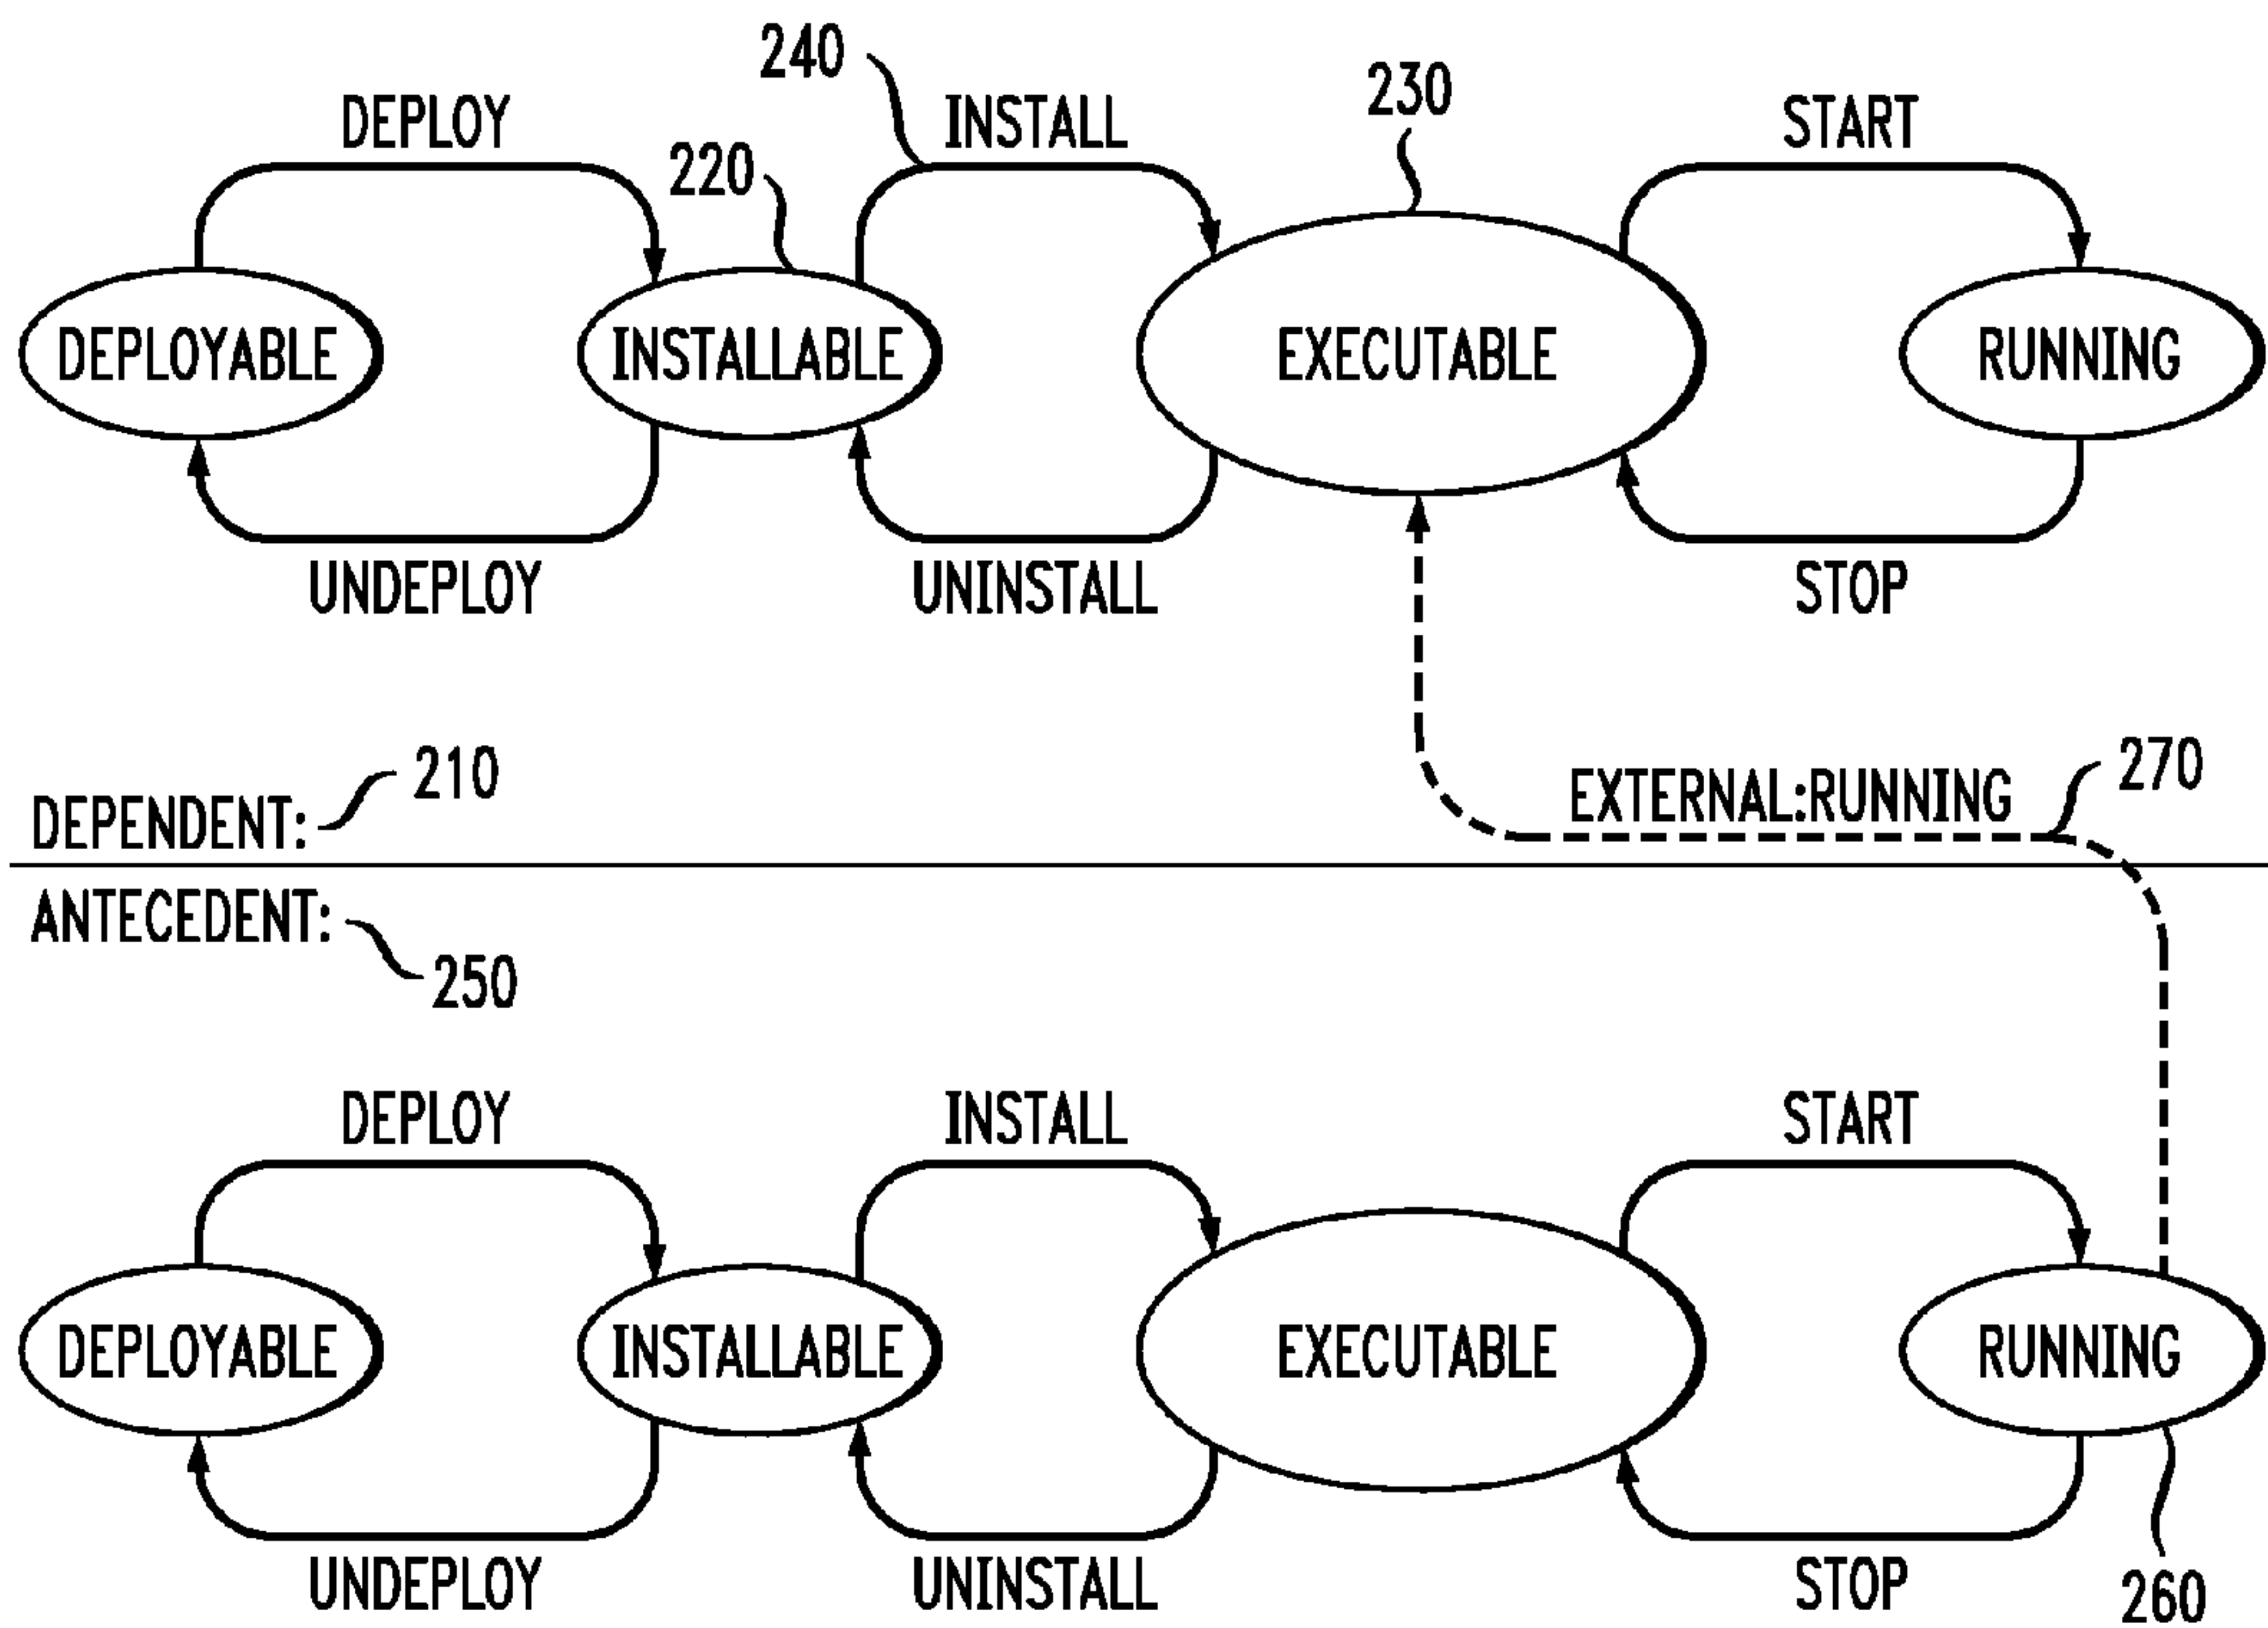 240
230
DEPLOY
INSTALL
START
220
DEPLOYABLE
INSTALLABLE
EXECUTABLE
RUNNING
UNDEPLOY
UNINSTALL
STOP
210
270
EXTERNAL:RUNNING
DEPENDENT:
ANTECEDENT:
250
DEPLOY
INSTALL
START
DEPLOYABLE
INSTALLABLE
EXECUTABLE
RUNNING
UNDEPLOY
UNINSTALL
STOP
260